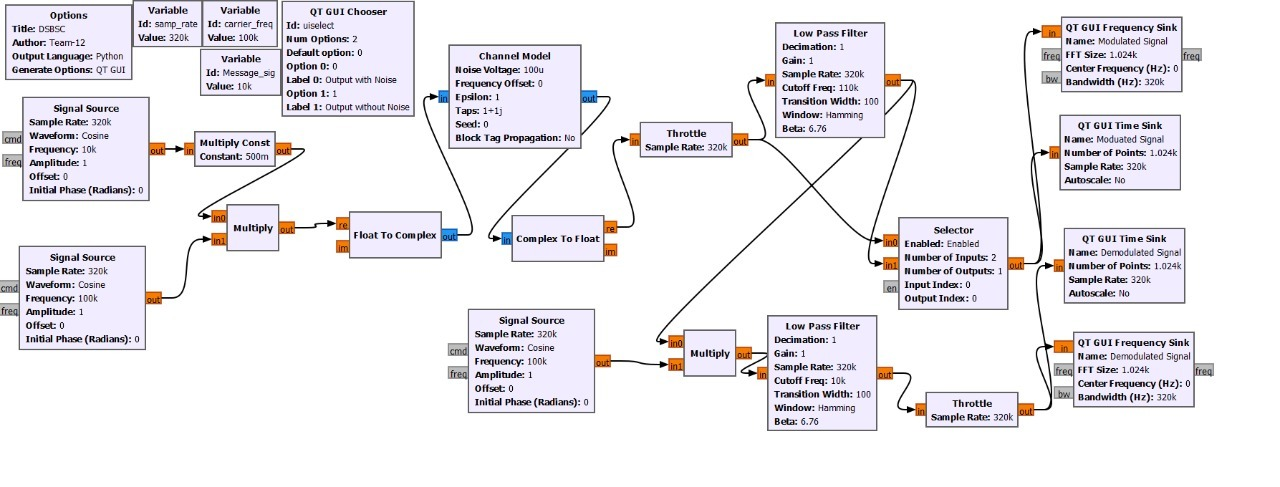 Options
Title: DSBSC
Author: Team-12
Output Language: Python
Generate Options: QT GUI
Variable
Id: samp_rate
Value: 320k
Variable
Id: carrier_freq
Value: 100k
Variable
Id: Message_sig
Value: 10k
QT GUI Chooser
Id: uiselect
Num Options: 2
Default option: 0
Option 0: 0
Label 0: Output with Noise
Option 1: 1
Label 1: Output without Noise
cmd
freq
Signal Source
Sample Rate: 320k
Waveform: Cosine
Frequency: 10k
Amplitude: 1
Offset: 0
Initial Phase (Radians): 0
out
in
Multiply Const
Constant: 500m
out
cmd
freq
Signal Source
Sample Rate: 320k
Waveform: Cosine
Frequency: 100k
Amplitude: 1
Offset: 0
Initial Phase (Radians): 0
out
in0
in1
Multiply
out
re
im
Float To Complex
out
in
Channel Model
Noise Voltage: 100u
Frequency Offset: 0
Epsilon: 1
Taps: 1+1j
Seed: 0
Block Tag Propagation: No
out
in
Complex To Float
re
im
in
Throttle
Sample Rate: 320k
out
in
Low Pass Filter
Decimation: 1
Gain: 1
Sample Rate: 320k
Cutoff Freq: 110k
Transition Width: 100
Window: Hamming
Beta: 6.76
out
cmd
freq
Signal Source
Sample Rate: 320k
Waveform: Cosine
Frequency: 100k
Amplitude: 1
Offset: 0
Initial Phase (Radians): 0
out
in0
in1
Multiply
out
in
Low Pass Filter
Decimation: 1
Gain: 1
Sample Rate: 320k
Cutoff Freq: 10k
Transition Width: 100
Window: Hamming
Beta: 6.76
out
in0
in1
en
Selector
Enabled: Enabled
Number of Inputs: 2
Number of Outputs: 1
Input Index: 0
Output Index: 0
out
in
Throttle
Sample Rate: 320k
out
in
freq
bw
QT GUI Frequency Sink
Name: Modulated Signal
FFT Size: 1.024k
Center Frequency (Hz): 0
Bandwidth (Hz): 320k
freq
in
QT GUI Time Sink
Name: Moduated Signal
Number of Points: 1.024k
Sample Rate: 320k
Autoscale: No
in
QT GUI Time Sink
Name: Demodulated Signal
Number of Points: 1.024k
Sample Rate: 320k
Autoscale: No
in
freq
bw
QT GUI Frequency Sink
Name: Demodulated Signal
FFT Size: 1.024k
Center Frequency (Hz): 0
Bandwidth (Hz): 320k
freq